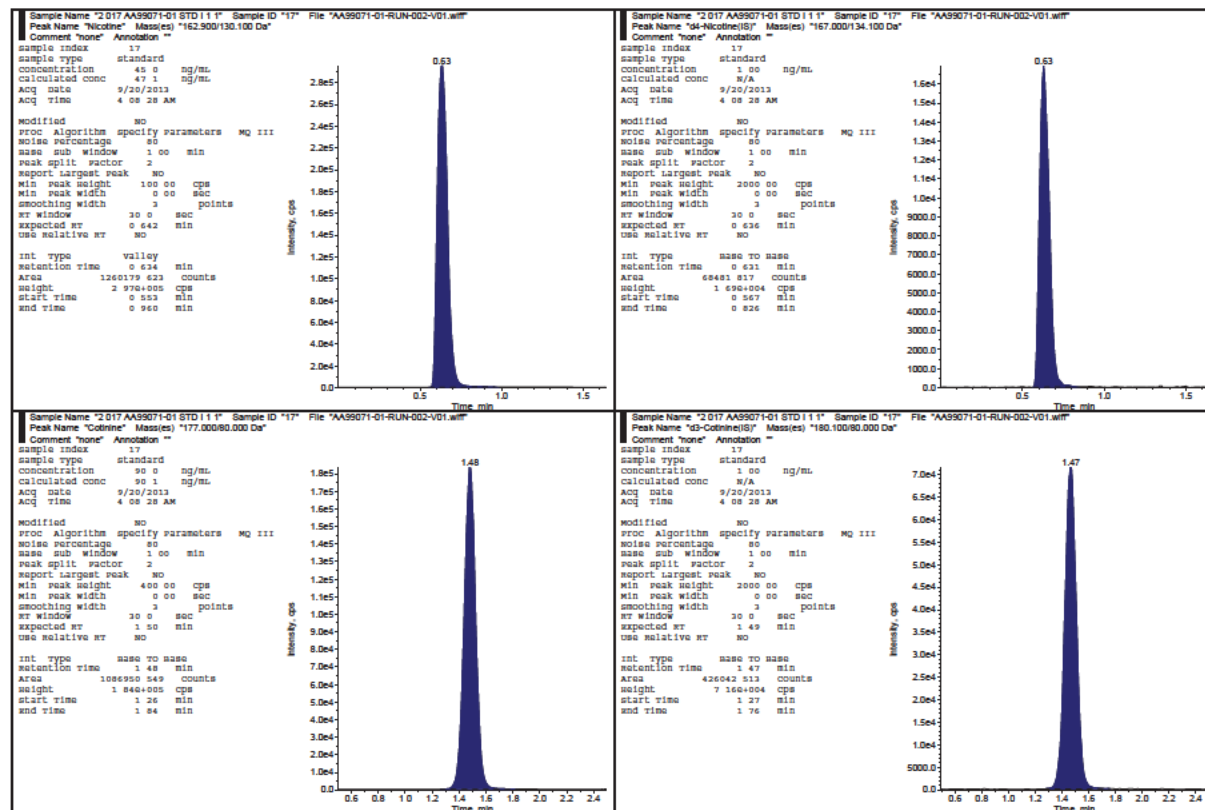 Sample Name "2 017 AA99071-01 STD I 1 1" Sample ID "17" File "AA99071-01-RUN-002-V01.wiff"
Peak Name "Nicotine" Mass(es) "162.900/130.100 Da"
Comment "none" Annotation ""
Sample Index 17
Sample Type standard
Concentration 45 0 ng/mL
Calculated Conc 47 1 ng/mL
Acq Date 9/20/2013
Acq Time 4 08 28 AM
Modified NO
Proc Algorithm Specify Parameters MQ III
Noise Percentage 80
Base Sub Window 1 00 min
Peak Split Factor 2
Report Largest Peak NO
Min Peak Height 100 00 cps
Min Peak Width 0 00 sec
Smoothing Width 3 points
RT Window 30 0 sec
Expected RT 0 642 min
Use Relative RT NO
Int Type Valley
Retention Time 0 634 min
Area 1260179 623 counts
Height 2 97e+005 cps
Start Time 0 553 min
End Time 0 960 min
0.63
2.8e5
2.6e5
2.4e5
2.2e5
2.0e5
1.8e5
1.6e5
1.4e5
1.2e5
1.0e5
8.0e4
6.0e4
4.0e4
2.0e4
0.0
Intensity, cps
0.5 1.0 1.5
Time, min
Sample Name "2 017 AA99071-01 STD I 1 1" Sample ID "17" File "AA99071-01-RUN-002-V01.wiff"
Peak Name "d4-Nicotine(IS)" Mass(es) "167.000/134.100 Da"
Comment "none" Annotation ""
Sample Index 17
Sample Type standard
Concentration 1 00 ng/mL
Calculated Conc N/A
Acq Date 9/20/2013
Acq Time 4 08 28 AM
Modified NO
Proc Algorithm Specify Parameters MQ III
Noise Percentage 80
Base Sub Window 1 00 min
Peak Split Factor 2
Report Largest Peak NO
Min Peak Height 2000 00 cps
Min Peak Width 0 00 sec
Smoothing Width 3 points
RT Window 30 0 sec
Expected RT 0 636 min
Use Relative RT NO
Int Type Base To Base
Retention Time 0 631 min
Area 68481 817 counts
Height 1 69e+004 cps
Start Time 0 567 min
End Time 0 826 min
0.63
1.6e4
1.5e4
1.4e4
1.3e4
1.2e4
1.1e4
1.0e4
9000.0
8000.0
7000.0
6000.0
5000.0
4000.0
3000.0
2000.0
1000.0
0.0
Intensity, cps
0.5 1.0 1.5
Time, min
Sample Name "2 017 AA99071-01 STD I 1 1" Sample ID "17" File "AA99071-01-RUN-002-V01.wiff"
Peak Name "Cotinine" Mass(es) "177.000/80.000 Da"
Comment "none" Annotation ""
Sample Index 17
Sample Type standard
Concentration 90 0 ng/mL
Calculated Conc 90 1 ng/mL
Acq Date 9/20/2013
Acq Time 4 08 28 AM
Modified NO
Proc Algorithm Specify Parameters MQ III
Noise Percentage 80
Base Sub Window 1 00 min
Peak Split Factor 2
Report Largest Peak NO
Min Peak Height 400 00 cps
Min Peak Width 0 00 sec
Smoothing Width 3 points
RT Window 30 0 sec
Expected RT 1 50 min
Use Relative RT NO
Int Type Base To Base
Retention Time 1 48 min
Area 1086950 549 counts
Height 1 84e+005 cps
Start Time 1 26 min
End Time 1 84 min
1.48
1.8e5
1.7e5
1.6e5
1.5e5
1.4e5
1.3e5
1.2e5
1.1e5
1.0e5
9.0e4
8.0e4
7.0e4
6.0e4
5.0e4
4.0e4
3.0e4
2.0e4
1.0e4
0.0
Intensity, cps
0.6 0.8 1.0 1.2 1.4 1.6 1.8 2.0 2.2 2.4
Time, min
Sample Name "2 017 AA99071-01 STD I 1 1" Sample ID "17" File "AA99071-01-RUN-002-V01.wiff"
Peak Name "d3-Cotinine(IS)" Mass(es) "180.100/80.000 Da"
Comment "none" Annotation ""
Sample Index 17
Sample Type standard
Concentration 1 00 ng/mL
Calculated Conc N/A
Acq Date 9/20/2013
Acq Time 4 08 28 AM
Modified NO
Proc Algorithm Specify Parameters MQ III
Noise Percentage 80
Base Sub Window 1 00 min
Peak Split Factor 2
Report Largest Peak NO
Min Peak Height 2000 00 cps
Min Peak Width 0 00 sec
Smoothing Width 3 points
RT Window 30 0 sec
Expected RT 1 49 min
Use Relative RT NO
Int Type Base To Base
Retention Time 1 47 min
Area 426042 513 counts
Height 7 16e+004 cps
Start Time 1 27 min
End Time 1 76 min
1.47
7.0e4
6.5e4
6.0e4
5.5e4
5.0e4
4.5e4
4.0e4
3.5e4
3.0e4
2.5e4
2.0e4
1.5e4
1.0e4
5000.0
0.0
Intensity, cps
0.6 0.8 1.0 1.2 1.4 1.6 1.8 2.0 2.2 2.4
Time, min